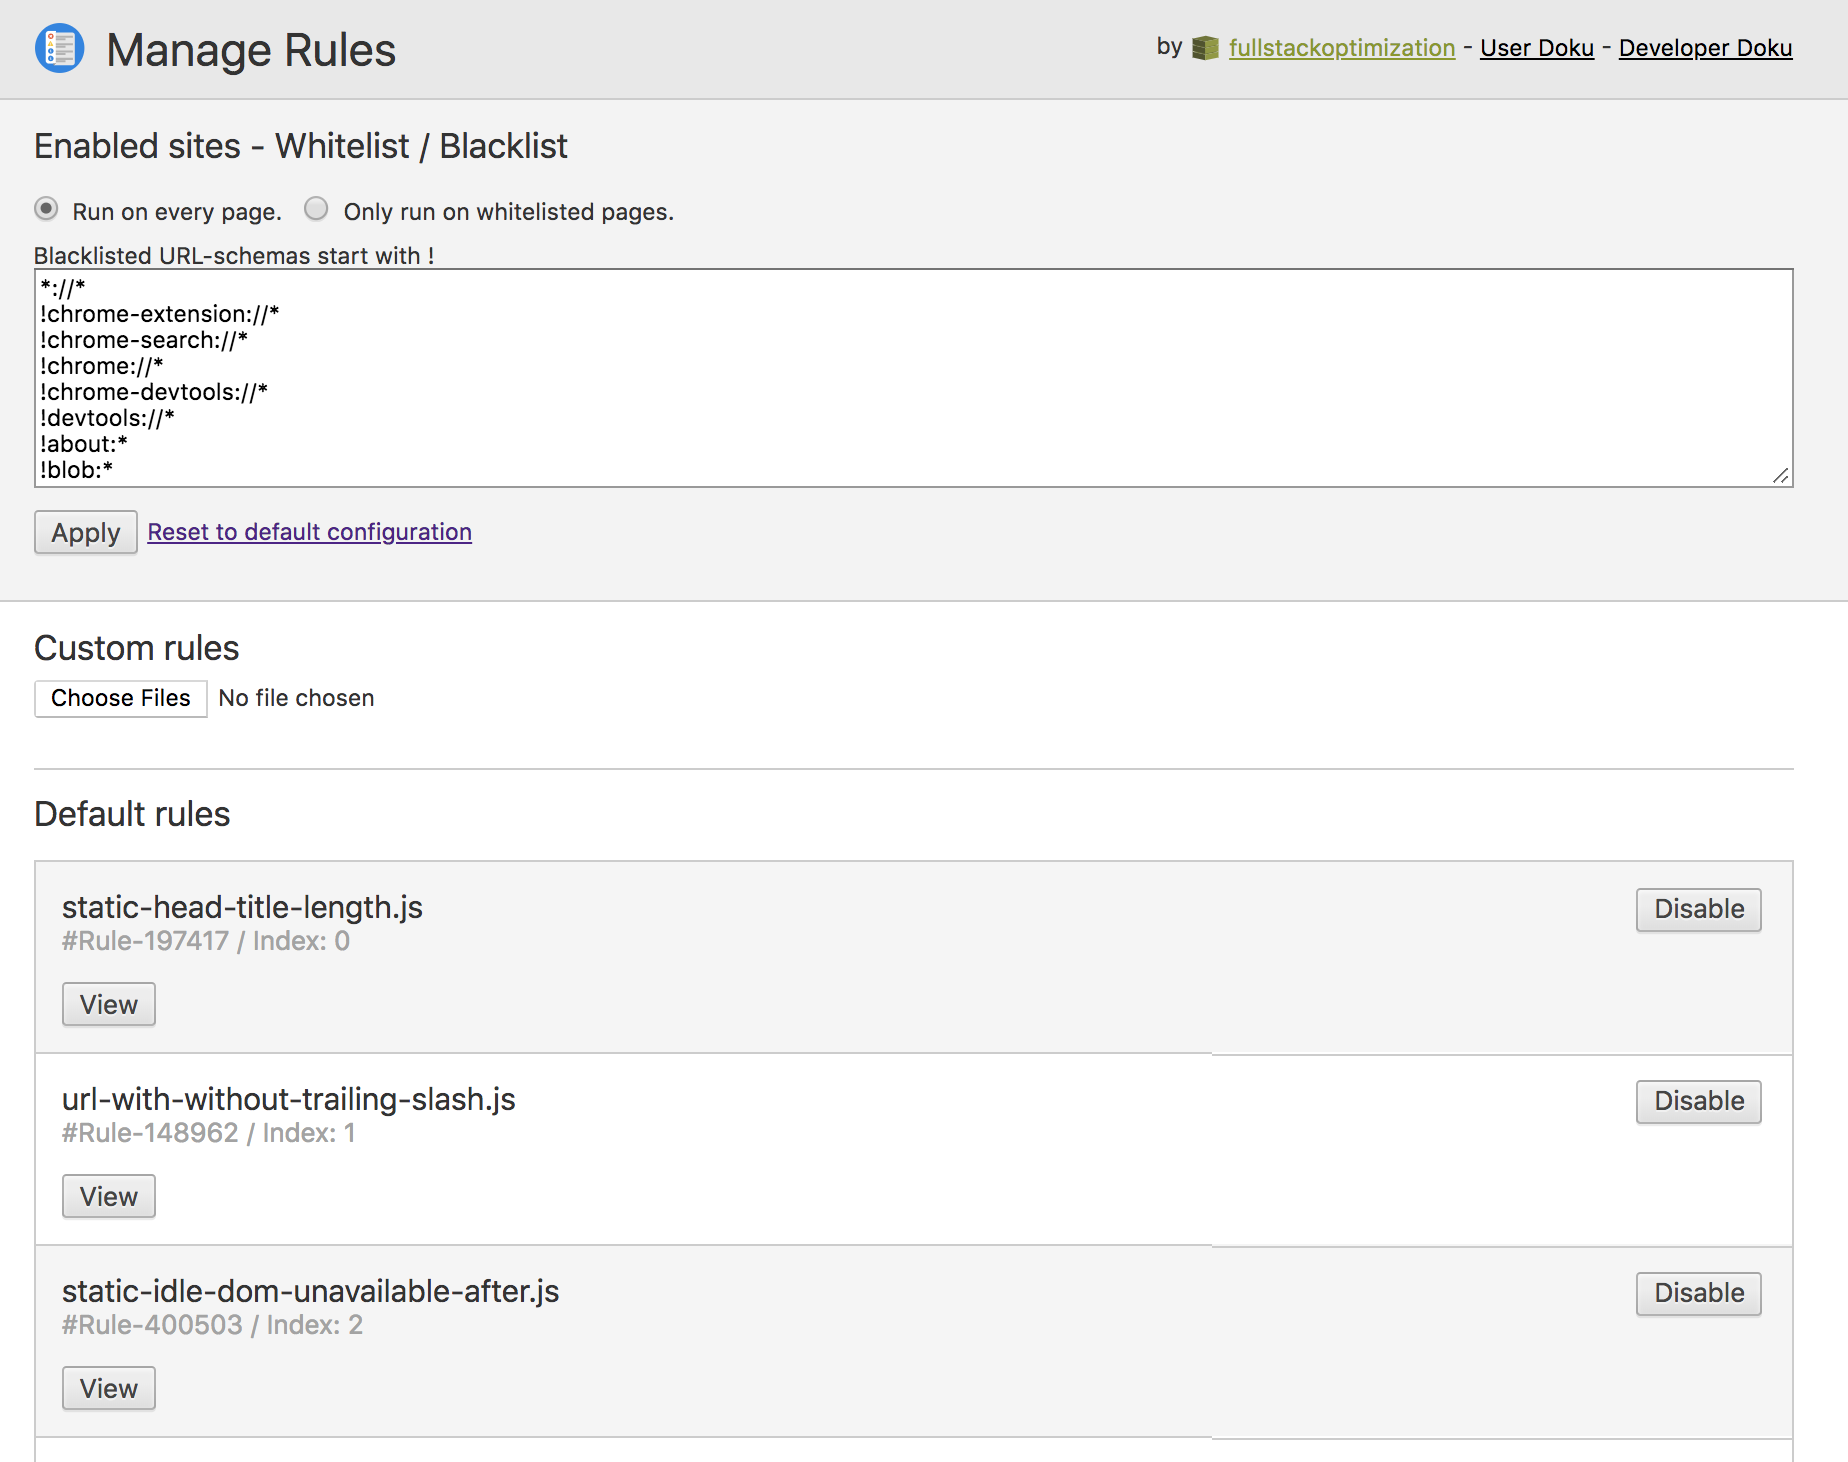 Manage Rules
by fullstackoptimization - User Doku - Developer Doku
Enabled sites - Whitelist / Blacklist
Run on every page. Only run on whitelisted pages.
Blacklisted URL-schemas start with !
*://*
!chrome-extension://*
!chrome-search://*
!chrome://*
!chrome-devtools://*
!devtools://*
!about:*
!blob:*
Apply Reset to default configuration
Custom rules
Choose Files No file chosen
Default rules
static-head-title-length.js Disable
#Rule-197417 / Index: 0
View
url-with-without-trailing-slash.js Disable
#Rule-148962 / Index: 1
View
static-idle-dom-unavailable-after.js Disable
#Rule-400503 / Index: 2
View